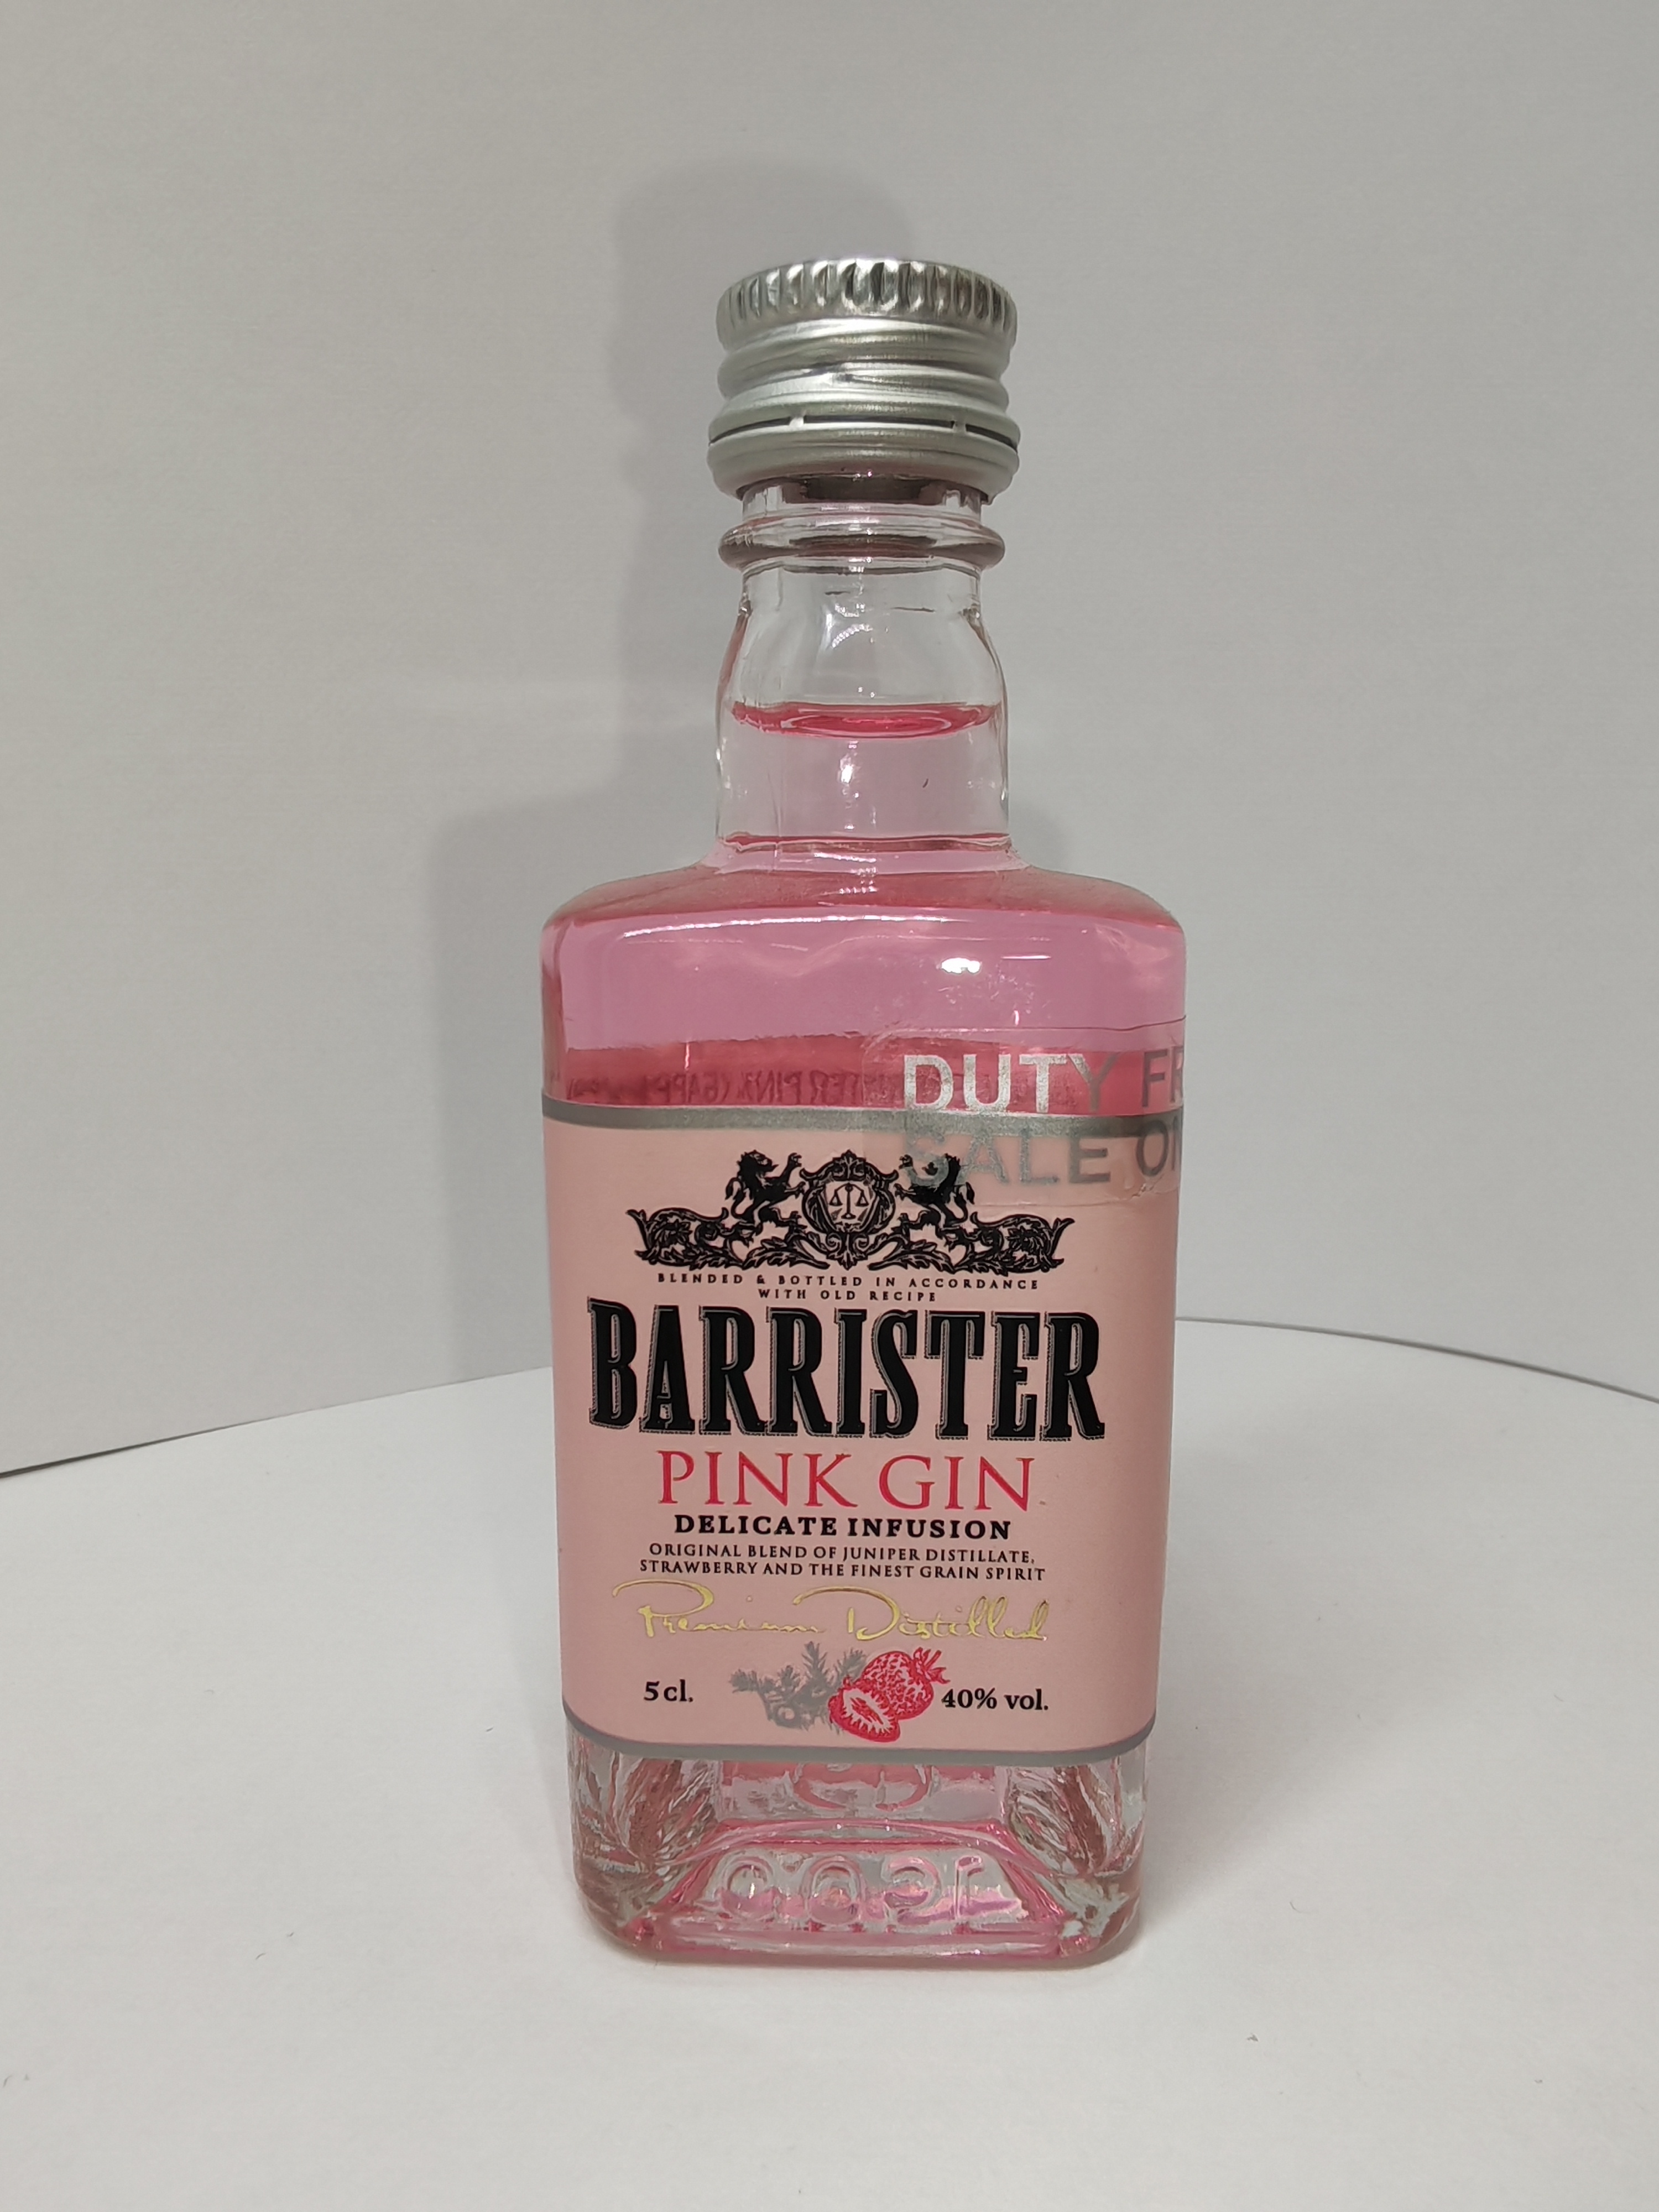 DUTY FR
SALE ON
BLENDED & BOTTLED IN ACCORDANCE
WITH OLD RECIPE
BARRISTER
PINK GIN
DELICATE INFUSION
ORIGINAL BLEND OF JUNIPER DISTILLATE,
STRAWBERRY AND THE FINEST GRAIN SPIRIT
Premium Distilled
5 cl.
40% vol.